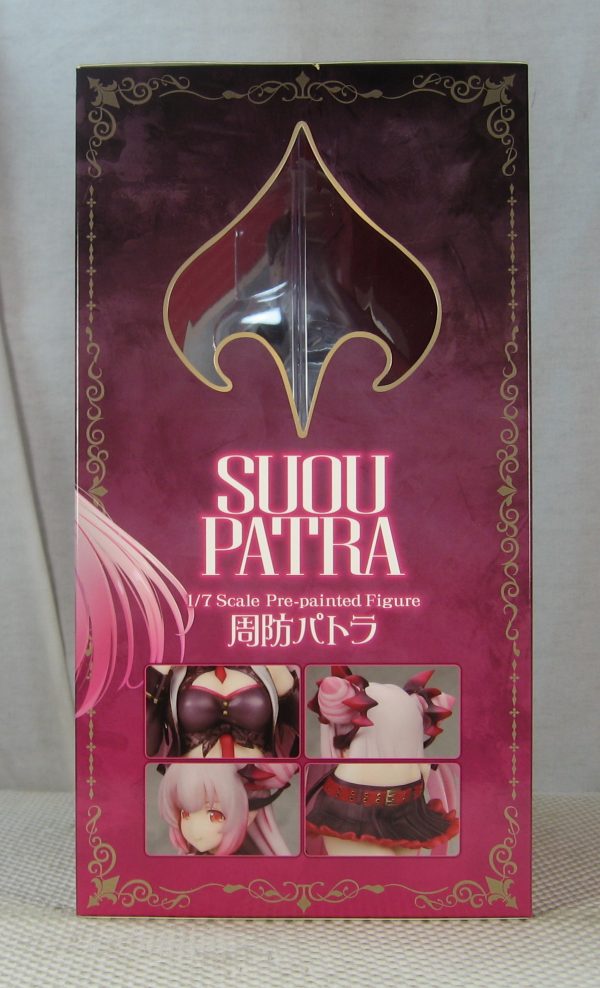 SUOU
PATRA
1/7 Scale Pre-painted Figure
周防パトラ